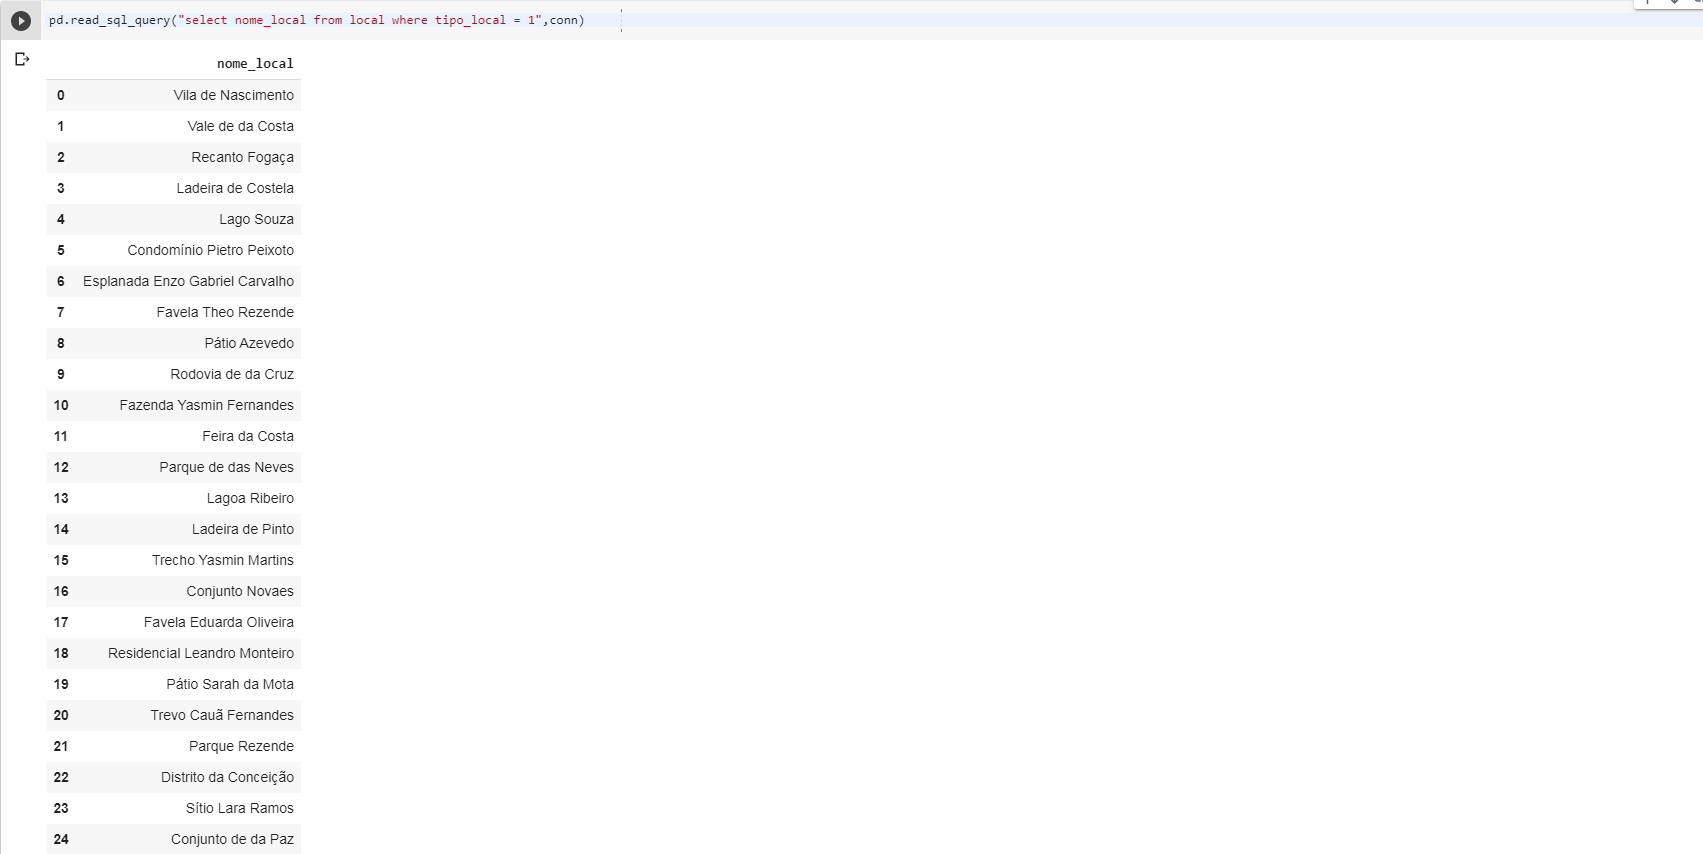 pd.read_sql_query("select nome_local from local where tipo_local = 1",conn)
nome_local
0 Vila de Nascimento
1 Vale de da Costa
2 Recanto Fogaça
3 Ladeira de Costela
4 Lago Souza
5 Condomínio Pietro Peixoto
6 Esplanada Enzo Gabriel Carvalho
7 Favela Theo Rezende
8 Pátio Azevedo
9 Rodovia de da Cruz
10 Fazenda Yasmin Fernandes
11 Feira da Costa
12 Parque de das Neves
13 Lagoa Ribeiro
14 Ladeira de Pinto
15 Trecho Yasmin Martins
16 Conjunto Novaes
17 Favela Eduarda Oliveira
18 Residencial Leandro Monteiro
19 Pátio Sarah da Mota
20 Trevo Cauã Fernandes
21 Parque Rezende
22 Distrito da Conceição
23 Sítio Lara Ramos
24 Conjunto de da Paz